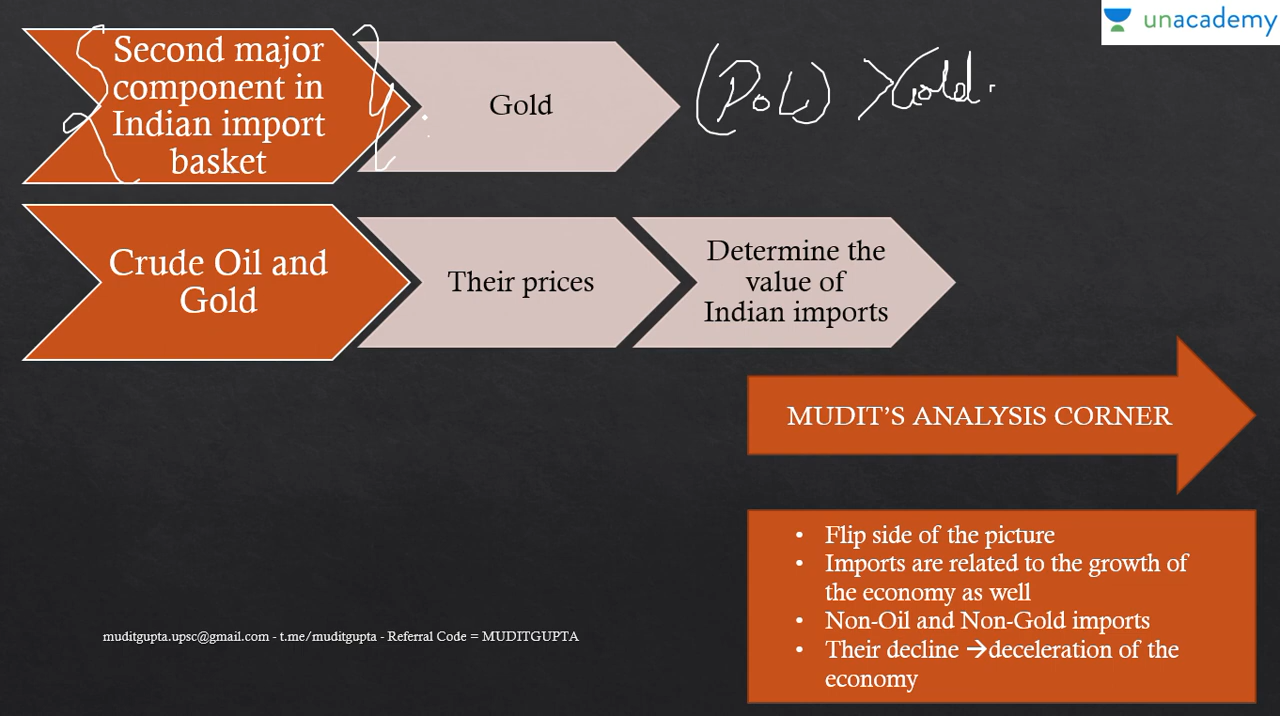 unacademy
Second major
component in
Indian import
basket
Gold
(POL) > Gold.
Crude Oil and
Gold
Their prices
Determine the
value of
Indian imports
MUDIT'S ANALYSIS CORNER
• Flip side of the picture
• Imports are related to the growth of
the economy as well
• Non-Oil and Non-Gold imports
• Their decline →deceleration of the
economy
muditgupta.upsc@gmail.com - t.me/muditgupta - Referral Code = MUDITGUPTA